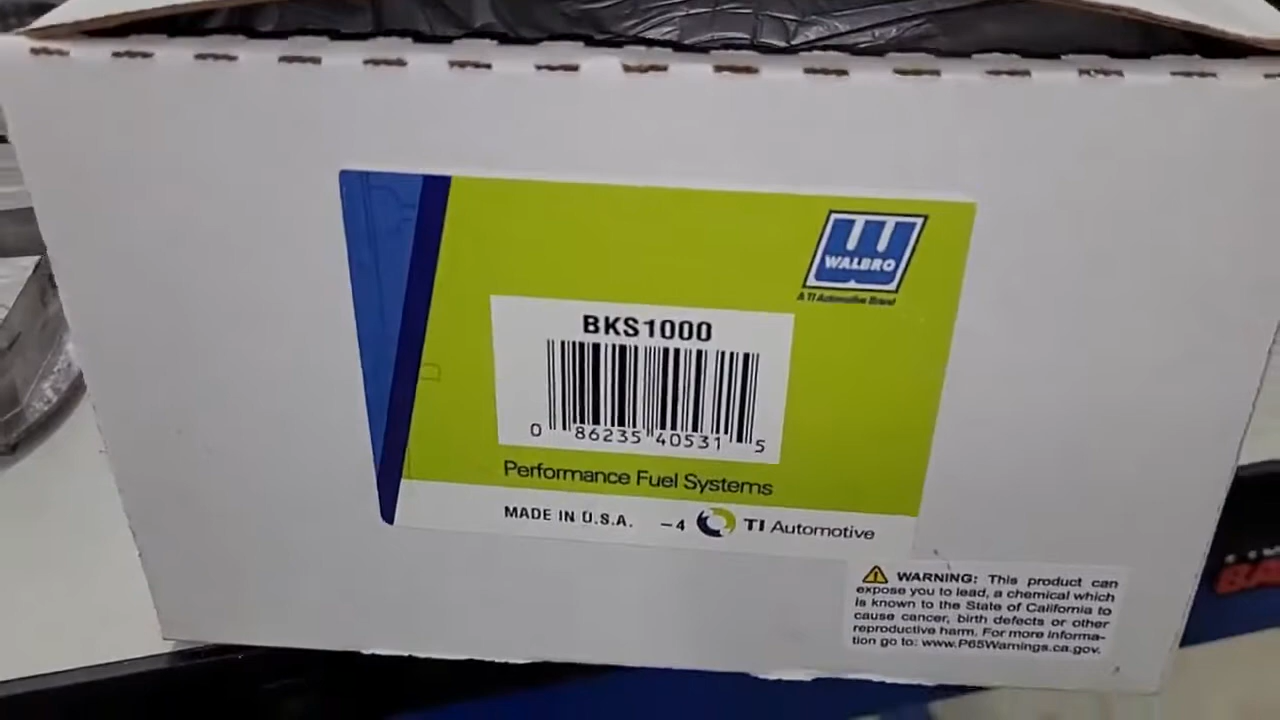 WALBRO
A TI Automotive Brand
BKS1000
0 86235 40531 5
Performance Fuel Systems
MADE IN U.S.A. -4 TI Automotive
WARNING: This product can
expose you to lead, a chemical which
is known to the State of California to
cause cancer, birth defects or other
reproductive harm. For more informa-
tion go to: www.P65Warnings.ca.gov.